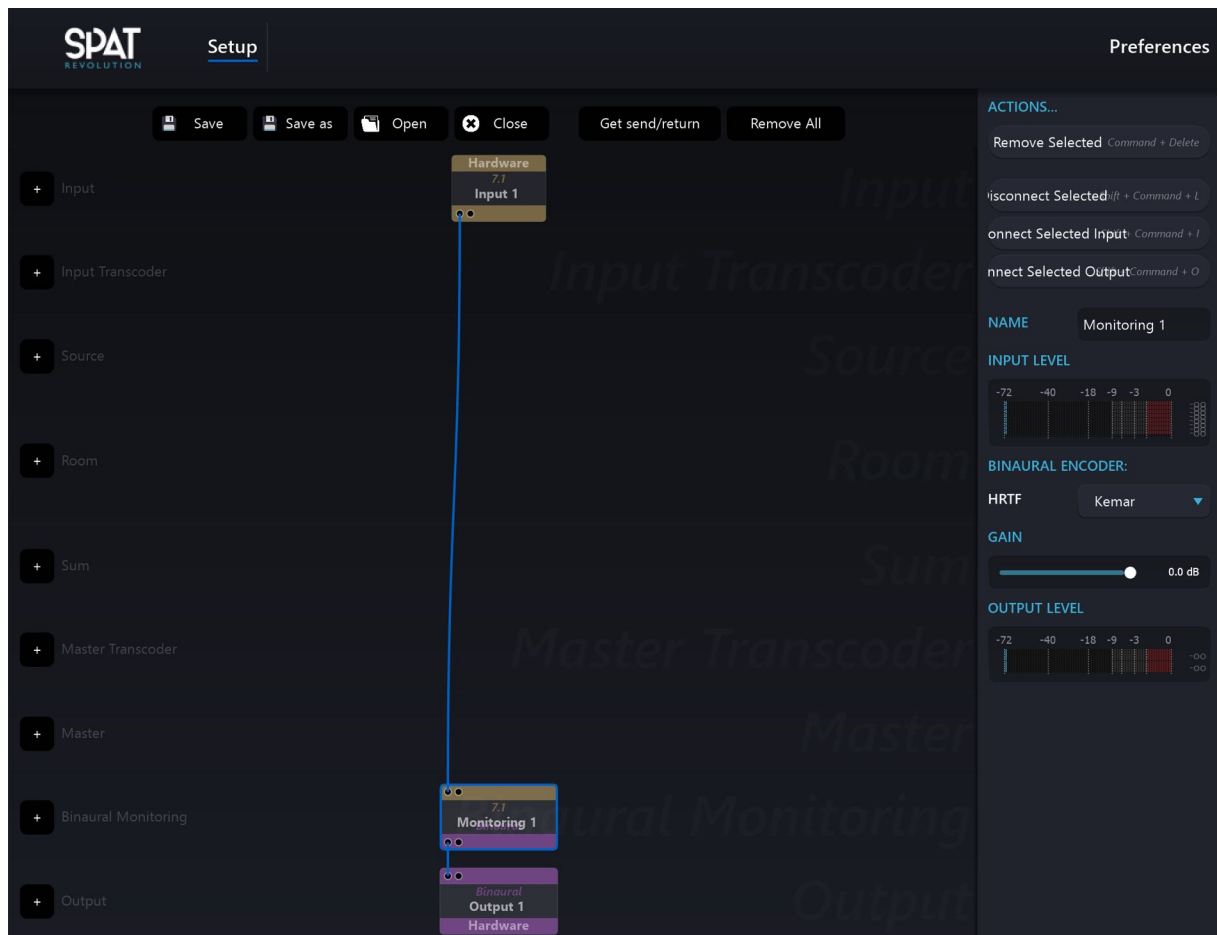 SPAT
REVOLUTION
Setup
Preferences
Save
Save as
Open
Close
Get send/return
Remove All
ACTIONS...
Remove Selected Command + Delete
isconnect Selected ift + Command + L
onnect Selected Input + Command + I
nnect Selected Output Command + O
NAME
Monitoring 1
INPUT LEVEL
-72 -40 -18 -9 -3 0
BINAURAL ENCODER:
HRTF
Kemar
GAIN
0.0 dB
OUTPUT LEVEL
-72 -40 -18 -9 -3 0
-oo
-oo
Hardware
7.1
Input 1
+ Input
Input
+ Input Transcoder
Input Transcoder
+ Source
Source
+ Room
Room
+ Sum
Sum
+ Master Transcoder
Master Transcoder
+ Master
Master
+ Binaural Monitoring
Binaural Monitoring
7.1
Monitoring 1
Binaural
+ Output
Output
Binaural
Output 1
Hardware